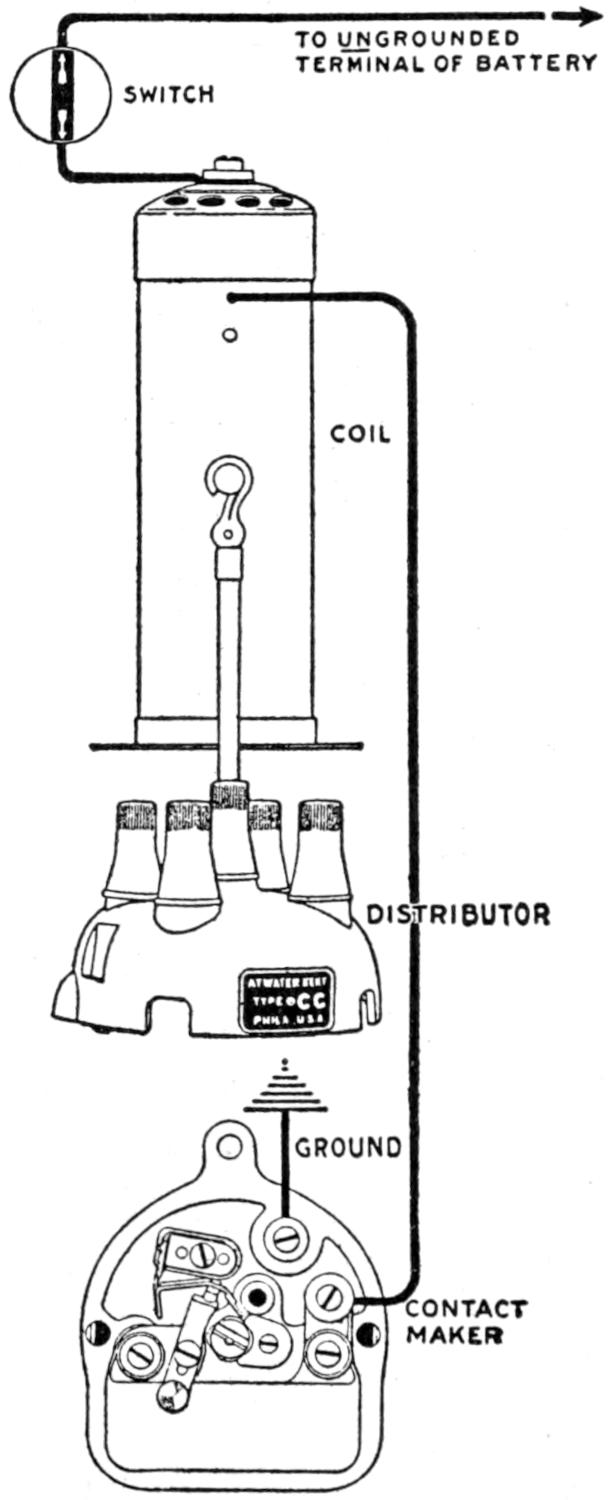 TO UNGROUNDED
TERMINAL OF BATTERY
SWITCH
COIL
DISTRIBUTOR
ATWATER KENT
TYPE CC
PHILA. U.S.A.
GROUND
CONTACT
MAKER